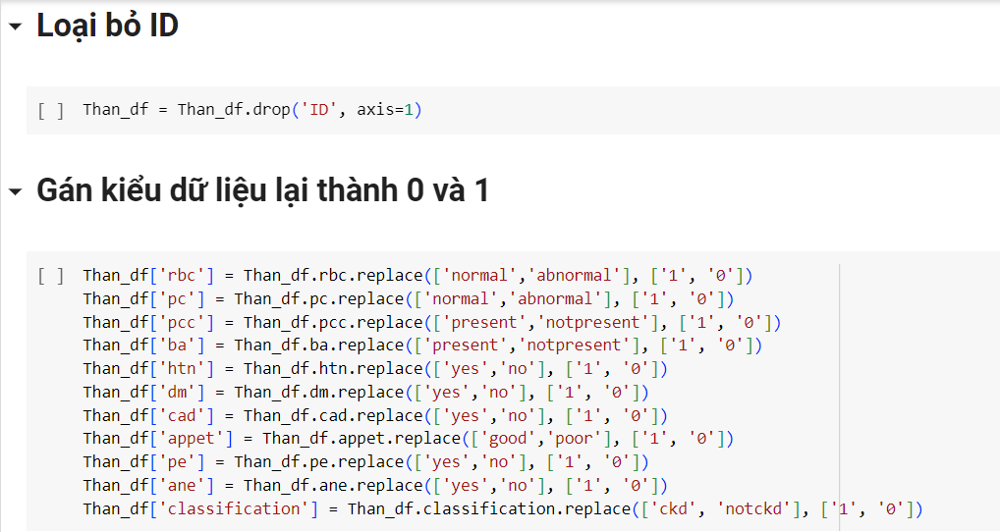 Loại bỏ ID
[ ] Than_df = Than_df.drop('ID', axis=1)
Gán kiểu dữ liệu lại thành 0 và 1
[ ] Than_df['rbc'] = Than_df.rbc.replace(['normal','abnormal'], ['1', '0'])
Than_df['pc'] = Than_df.pc.replace(['normal','abnormal'], ['1', '0'])
Than_df['pcc'] = Than_df.pcc.replace(['present','notpresent'], ['1', '0'])
Than_df['ba'] = Than_df.ba.replace(['present','notpresent'], ['1', '0'])
Than_df['htn'] = Than_df.htn.replace(['yes','no'], ['1', '0'])
Than_df['dm'] = Than_df.dm.replace(['yes','no'], ['1', '0'])
Than_df['cad'] = Than_df.cad.replace(['yes','no'], ['1', '0'])
Than_df['appet'] = Than_df.appet.replace(['good','poor'], ['1', '0'])
Than_df['pe'] = Than_df.pe.replace(['yes','no'], ['1', '0'])
Than_df['ane'] = Than_df.ane.replace(['yes','no'], ['1', '0'])
Than_df['classification'] = Than_df.classification.replace(['ckd', 'notckd'], ['1', '0'])